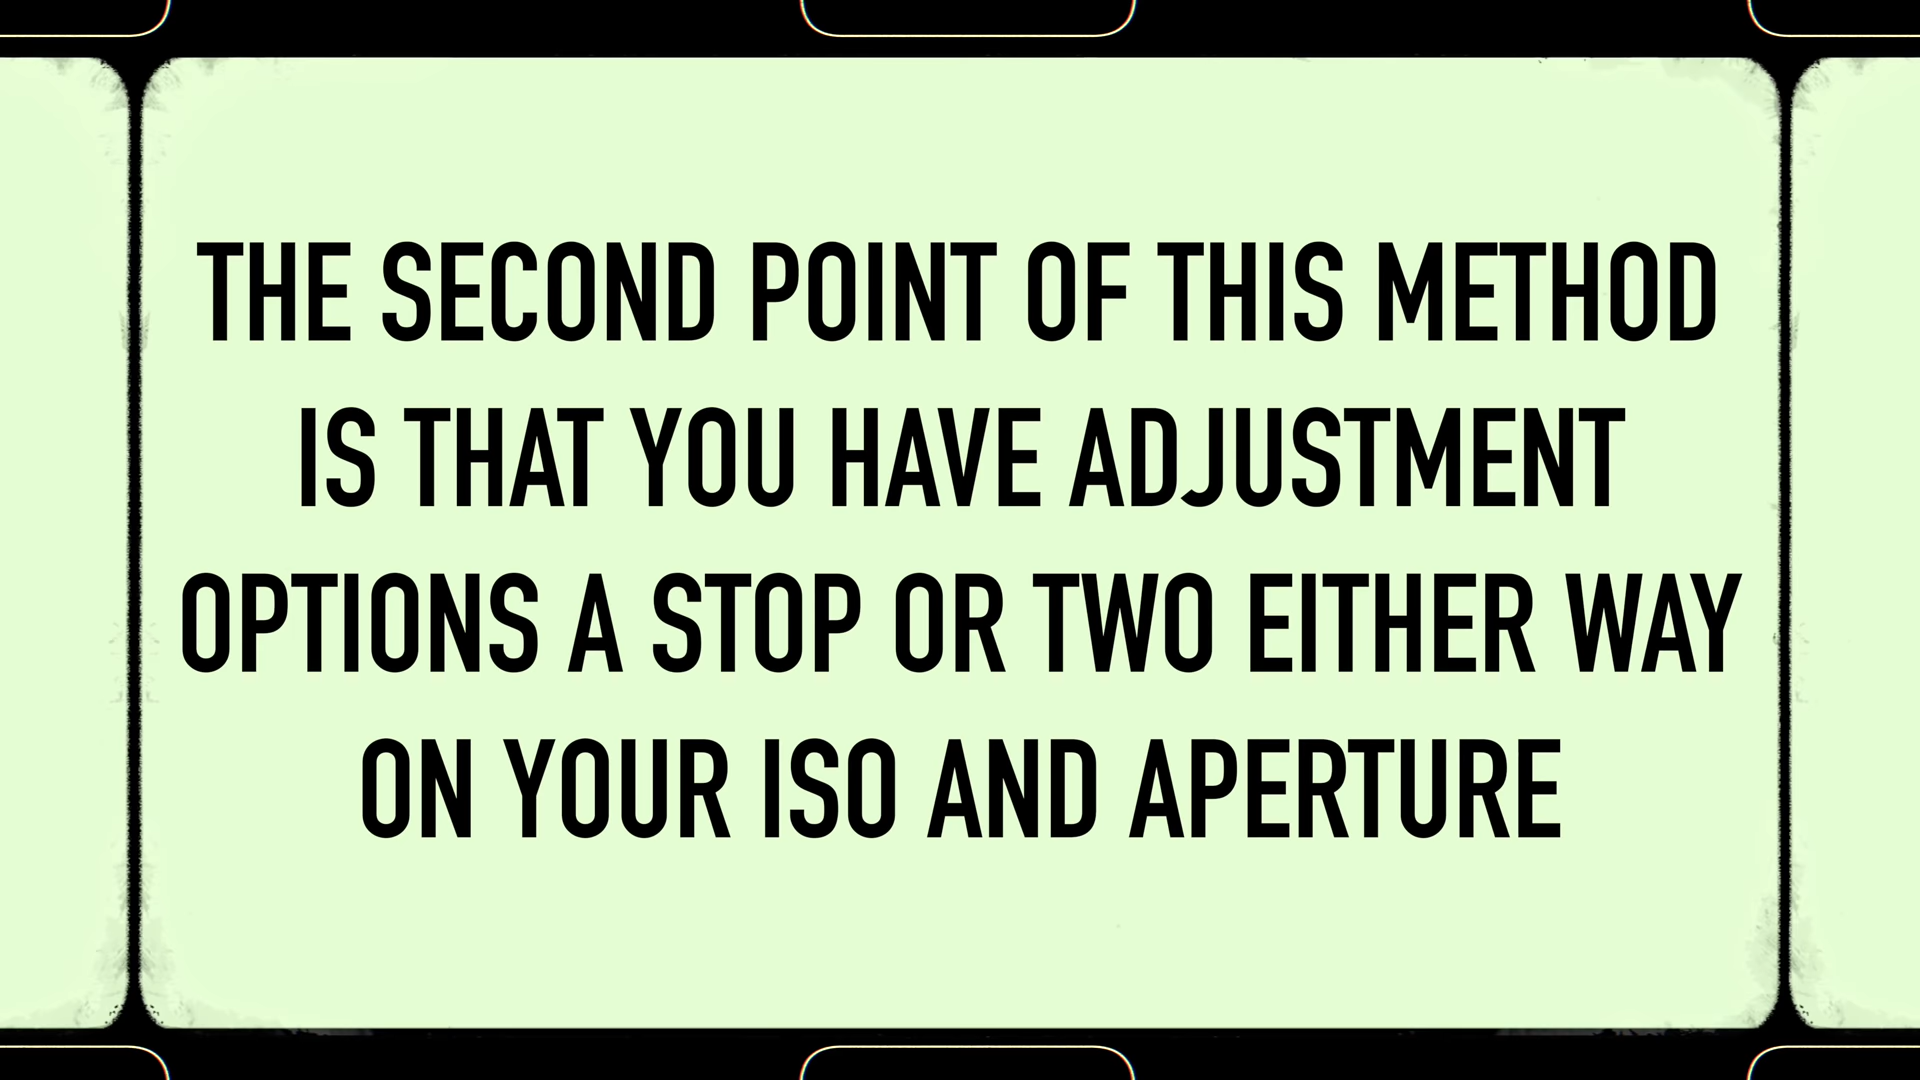 THE SECOND POINT OF THIS METHOD
IS THAT YOU HAVE ADJUSTMENT
OPTIONS A STOP OR TWO EITHER WAY
ON YOUR ISO AND APERTURE